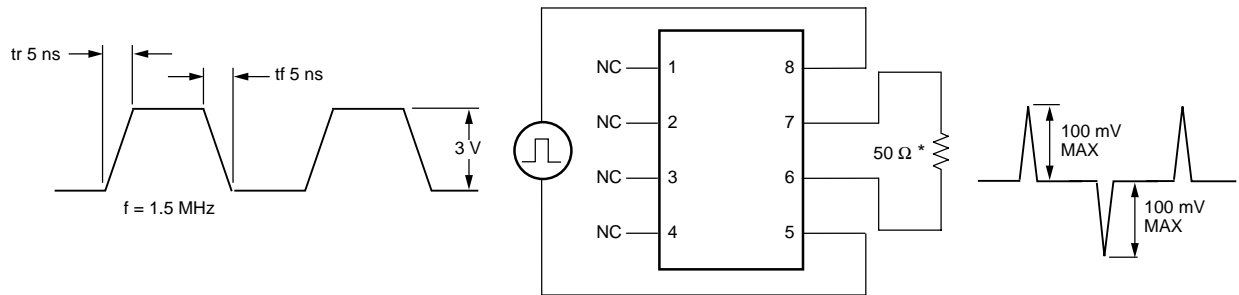 tr 5 ns
tf 5 ns
3 V
f = 1.5 MHz
NC 1
NC 2
NC 3
NC 4
8
7
6
5
50 Ω *
100 mV
MAX
100 mV
MAX